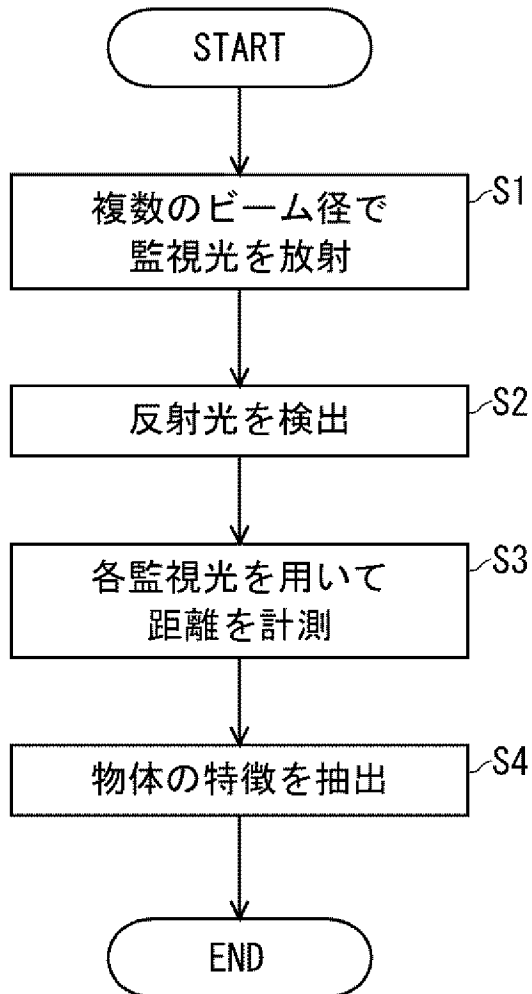 START
複数のビーム径で
監視光を放射
S1
反射光を検出
S2
各監視光を用いて
距離を計測
S3
物体の特徴を抽出
S4
END